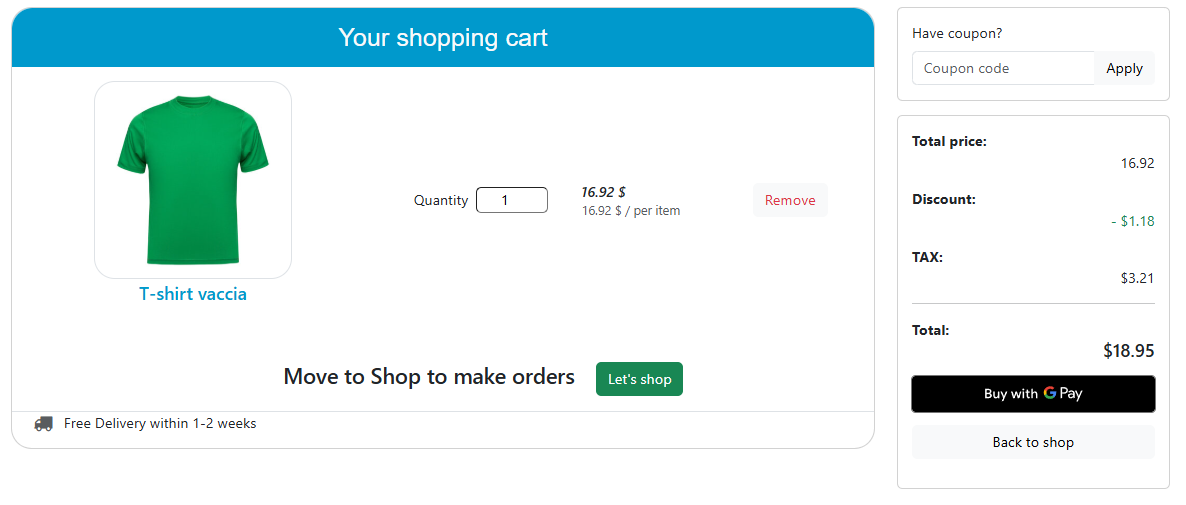 Your shopping cart
Quantity 1
16.92 $
16.92 $ / per item
Remove
T-shirt vaccia
Move to Shop to make orders
Let's shop
Free Delivery within 1-2 weeks
Have coupon?
Coupon code
Apply
Total price:
16.92
Discount:
- $1.18
TAX:
$3.21
Total:
$18.95
Buy with G Pay
Back to shop